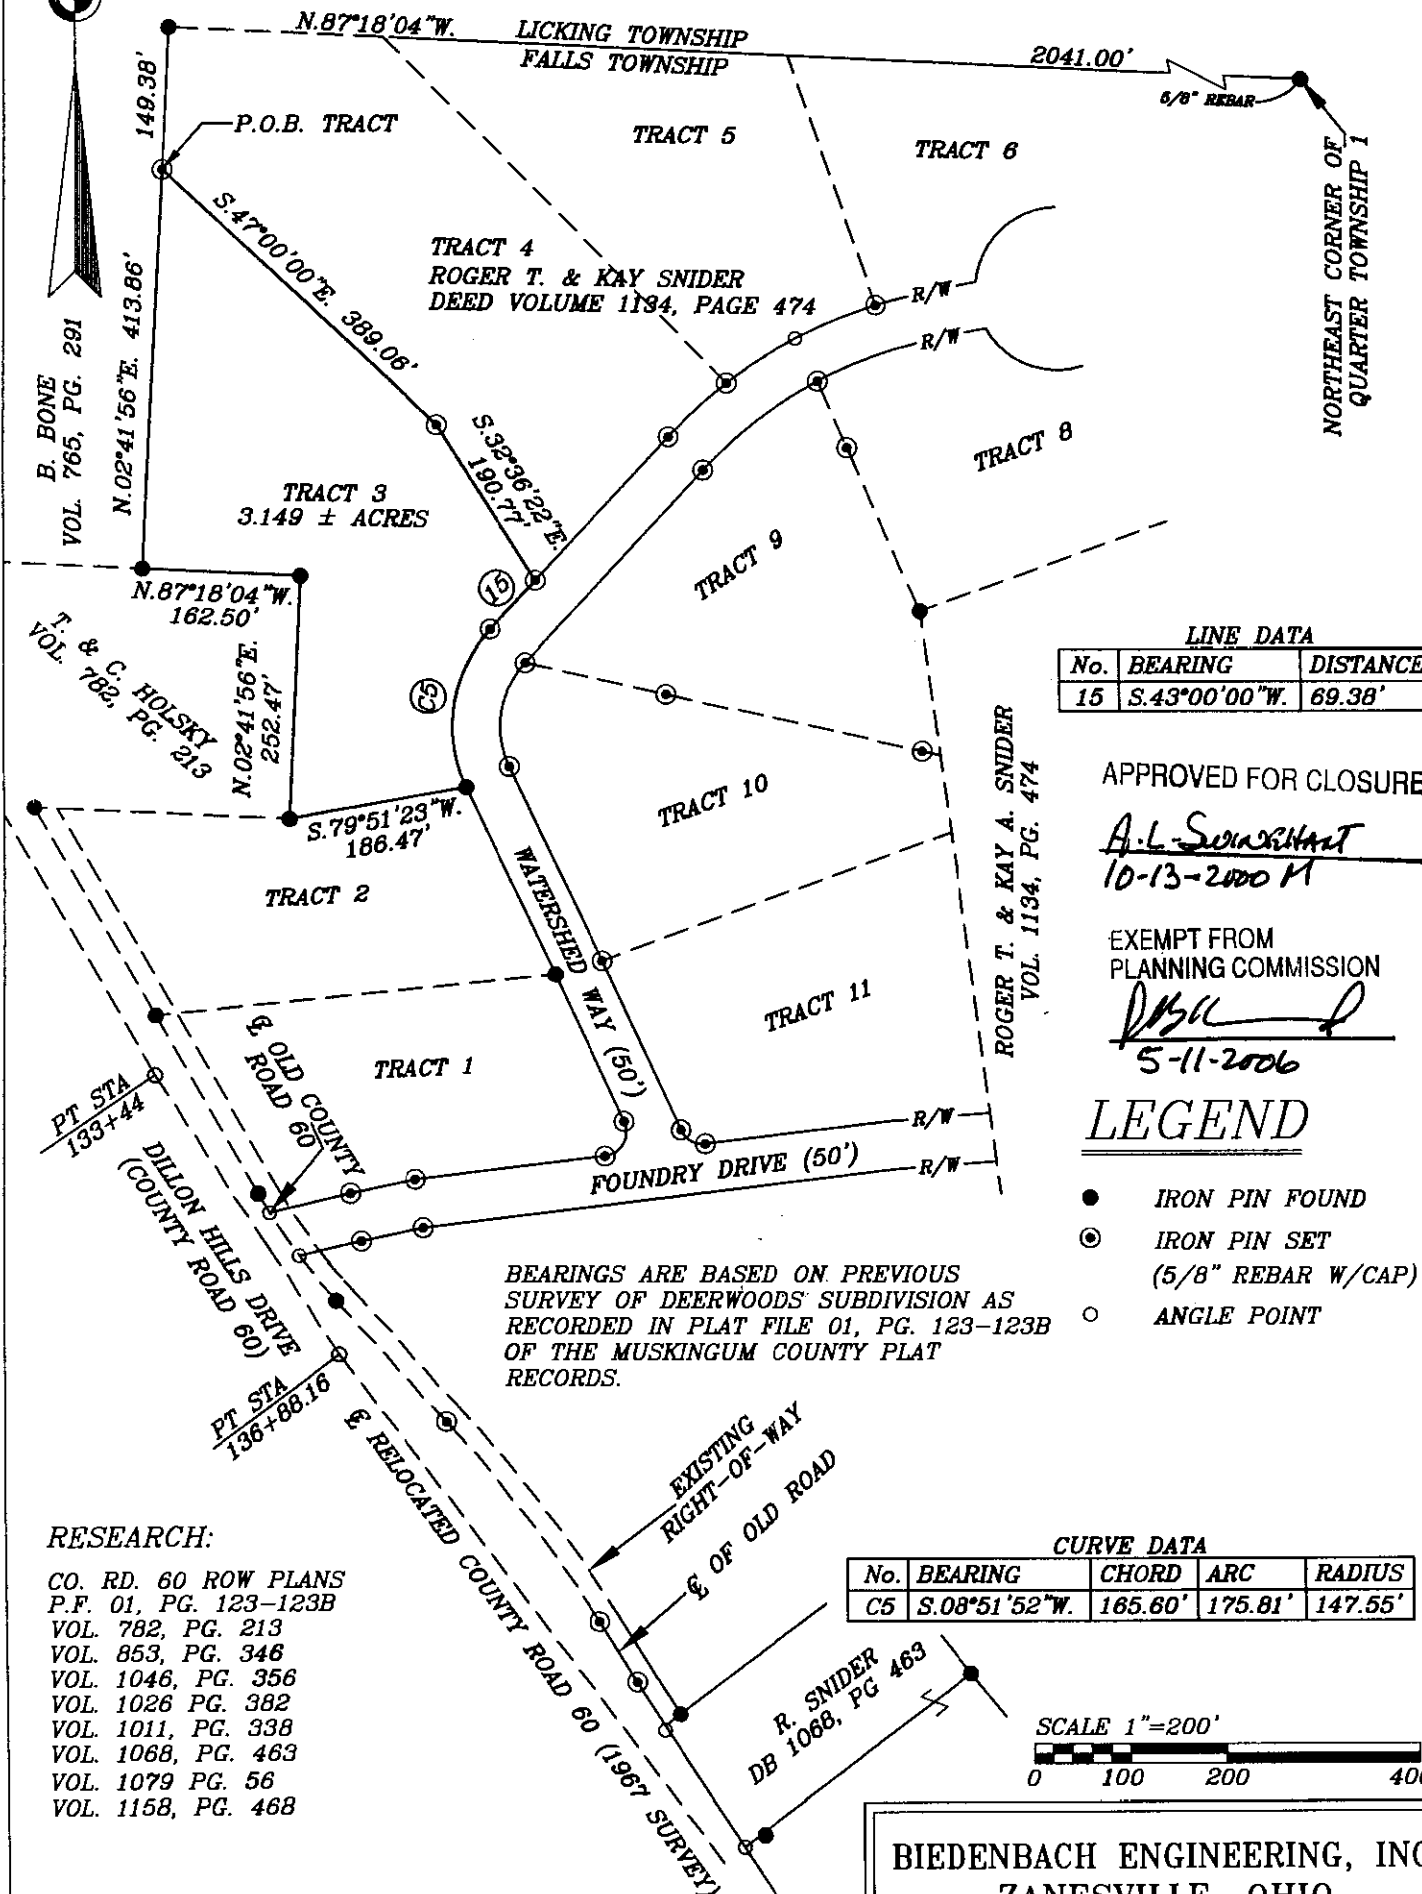 N.87°18'04"W.
LICKING TOWNSHIP
FALLS TOWNSHIP
2041.00'
5/8" REBAR
149.38'
P.O.B. TRACT
TRACT 5
TRACT 6
NORTHEAST CORNER OF
QUARTER TOWNSHIP 1
S.47°00'00"E. 389.06'
TRACT 4
ROGER T. & KAY SNIDER
DEED VOLUME 1134, PAGE 474
R/W
R/W
B. BONE
VOL. 765, PG. 291
N.02°41'56"E. 413.86'
S.32°36'22"E.
190.77'
TRACT 8
TRACT 3
3.149 ± ACRES
TRACT 9
15
N.87°18'04"W.
162.50'
T. & C. HOLSKY
VOL. 782, PG. 213
N.02°41'56"E.
252.47'
C5
LINE DATA
No. BEARING DISTANCE
15 S.43°00'00"W. 69.38'
ROGER T. & KAY A. SNIDER
VOL. 1134, PG. 474
APPROVED FOR CLOSURE
10-13-2000
S.79°51'23"W.
186.47'
TRACT 10
TRACT 2
WATERSHED WAY (50')
EXEMPT FROM
PLANNING COMMISSION
5-11-2006
TRACT 11
TRACT 1
℄ OLD COUNTY
ROAD 60
PT STA
133+44
R/W
FOUNDRY DRIVE (50')
R/W
DILLON HILLS DRIVE
(COUNTY ROAD 60)
LEGEND
IRON PIN FOUND
IRON PIN SET
(5/8" REBAR W/CAP)
ANGLE POINT
BEARINGS ARE BASED ON PREVIOUS
SURVEY OF DEERWOODS SUBDIVISION AS
RECORDED IN PLAT FILE 01, PG. 123-123B
OF THE MUSKINGUM COUNTY PLAT
RECORDS.
PT STA
136+88.16
℄ RELOCATED COUNTY ROAD 60 (1967 SURVEY)
EXISTING
RIGHT-OF-WAY
℄ OF OLD ROAD
RESEARCH:
CO. RD. 60 ROW PLANS
P.F. 01, PG. 123-123B
VOL. 782, PG. 213
VOL. 853, PG. 346
VOL. 1046, PG. 356
VOL. 1026 PG. 382
VOL. 1011, PG. 338
VOL. 1068, PG. 463
VOL. 1079 PG. 56
VOL. 1158, PG. 468
CURVE DATA
No. BEARING CHORD ARC RADIUS
C5 S.08°51'52"W. 165.60' 175.81' 147.55'
R. SNIDER
DB 1068, PG 463
SCALE 1"=200'
0 100 200 400
BIEDENBACH ENGINEERING, INC
ZANESVILLE, OHIO